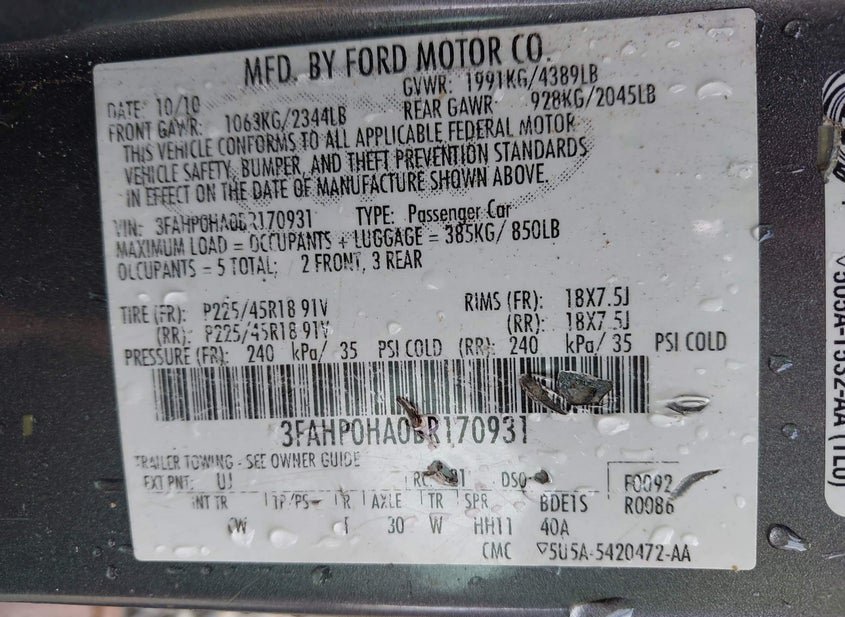 MFD. BY FORD MOTOR CO.
DATE: 10/10 GVWR: 1991KG/4389LB
FRONT GAWR: 1063KG/2344LB REAR GAWR: 928KG/2045LB
THIS VEHICLE CONFORMS TO ALL APPLICABLE FEDERAL MOTOR
VEHICLE SAFETY, BUMPER, AND THEFT PREVENTION STANDARDS
IN EFFECT ON THE DATE OF MANUFACTURE SHOWN ABOVE.
VIN: 3FAHP0HA0BR170931 TYPE: Passenger Car
MAXIMUM LOAD = OCCUPANTS + LUGGAGE = 385KG/ 850LB
OCCUPANTS = 5 TOTAL: 2 FRONT, 3 REAR
TIRE (FR): P225/45R18 91V RIMS (FR): 18X7.5J
(RR): P225/45R18 91V (RR): 18X7.5J
PRESSURE (FR): 240 kPa/ 35 PSI COLD (RR): 240 kPa/ 35 PSI COLD
3FAHP0HA0BR170931
TRAILER TOWING - SEE OWNER GUIDE
EXT PNT: UJ DSO: F0092
INT TR TP/PS R AXLE TR SPR BDE1S R0086
W 30 W HH11 40A
CMC ▽5U5A-5420472-AA